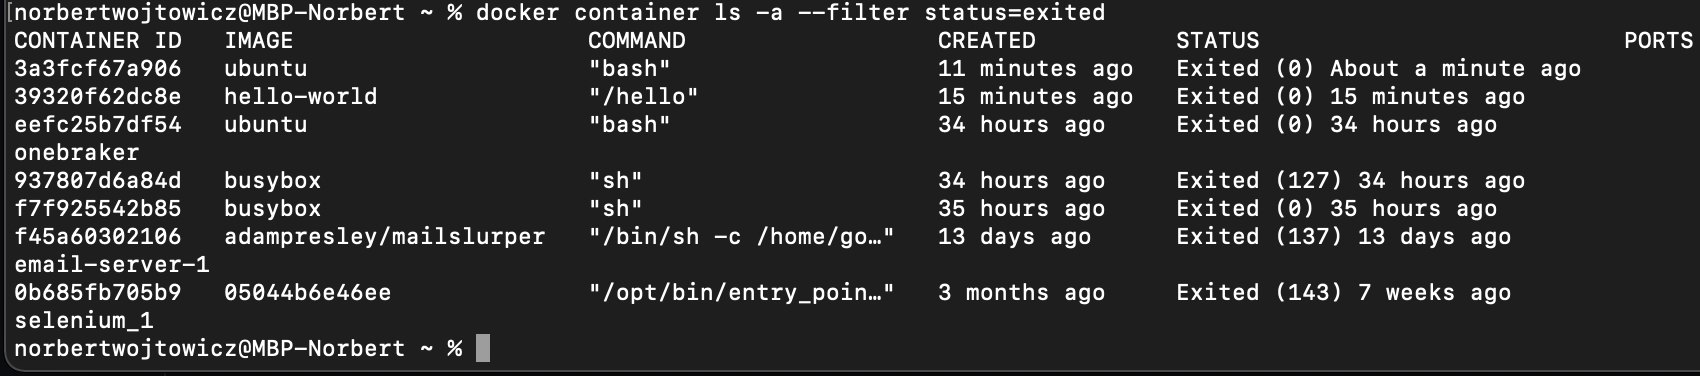 [norbertwojtowicz@MBP-Norbert ~ % docker container ls -a --filter status=exited
CONTAINER ID   IMAGE                     COMMAND                  CREATED          STATUS                          PORTS
3a3fcf67a906   ubuntu                    "bash"                   11 minutes ago   Exited (0) About a minute ago
39320f62dc8e   hello-world               "/hello"                 15 minutes ago   Exited (0) 15 minutes ago
eefc25b7df54   ubuntu                    "bash"                   34 hours ago     Exited (0) 34 hours ago
onebraker
937807d6a84d   busybox                   "sh"                     34 hours ago     Exited (127) 34 hours ago
f7f925542b85   busybox                   "sh"                     35 hours ago     Exited (0) 35 hours ago
f45a60302106   adampresley/mailslurper   "/bin/sh -c /home/go…"   13 days ago      Exited (137) 13 days ago
email-server-1
0b685fb705b9   05044b6e46ee              "/opt/bin/entry_poin…"   3 months ago     Exited (143) 7 weeks ago
selenium_1
norbertwojtowicz@MBP-Norbert ~ %